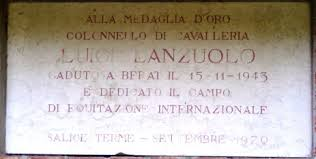 ALLA MEDAGLIA D'ORO
COLONNELLO DI CAVALLERIA
LUIGI LANZUOLO
CADUTO A BERAT IL 15-11-1943
E DEDICATO IL CAMPO
DI EQUITAZIONE INTERNAZIONALE
SALICE TERME - SETTEMBRE 1970